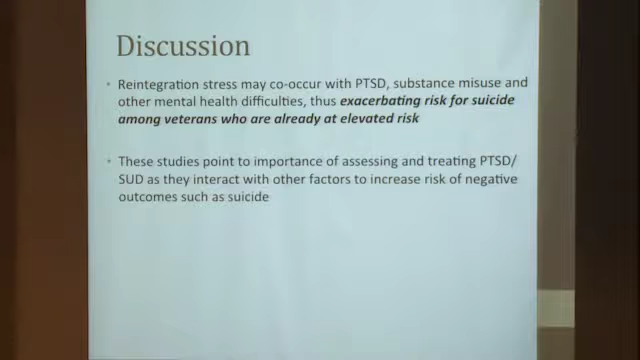 Discussion
• Reintegration stress may co-occur with PTSD, substance misuse and
other mental health difficulties, thus exacerbating risk for suicide
among veterans who are already at elevated risk
• These studies point to importance of assessing and treating PTSD/
SUD as they interact with other factors to increase risk of negative
outcomes such as suicide